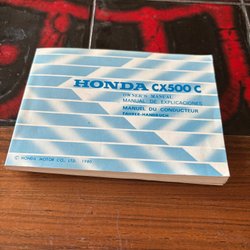 HONDA CX500 C
OWNER'S MANUAL
MANUAL DE EXPLICACIONES
MANUEL DU CONDUCTEUR
FAHRER-HANDBUCH
© HONDA MOTOR CO., LTD. 1980